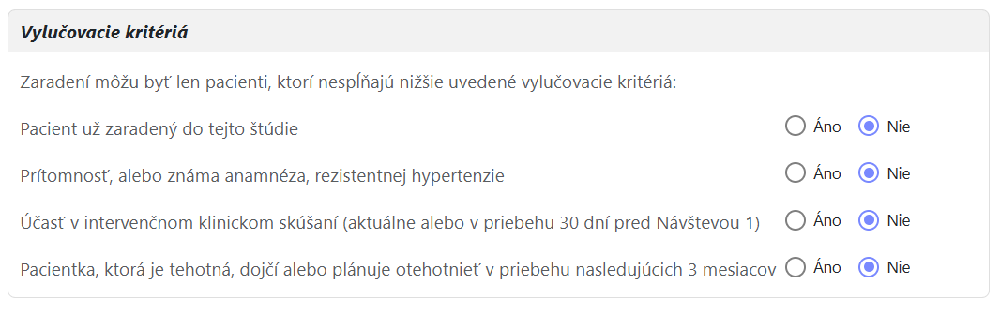 Vylučovacie kritériá
Zaradení môžu byť len pacienti, ktorí nespĺňajú nižšie uvedené vylučovacie kritériá:
Pacient už zaradený do tejto štúdie Áno Nie
Prítomnosť, alebo známa anamnéza, rezistentnej hypertenzie Áno Nie
Účasť v intervenčnom klinickom skúšaní (aktuálne alebo v priebehu 30 dní pred Návštevou 1) Áno Nie
Pacientka, ktorá je tehotná, dojčí alebo plánuje otehotnieť v priebehu nasledujúcich 3 mesiacov Áno Nie